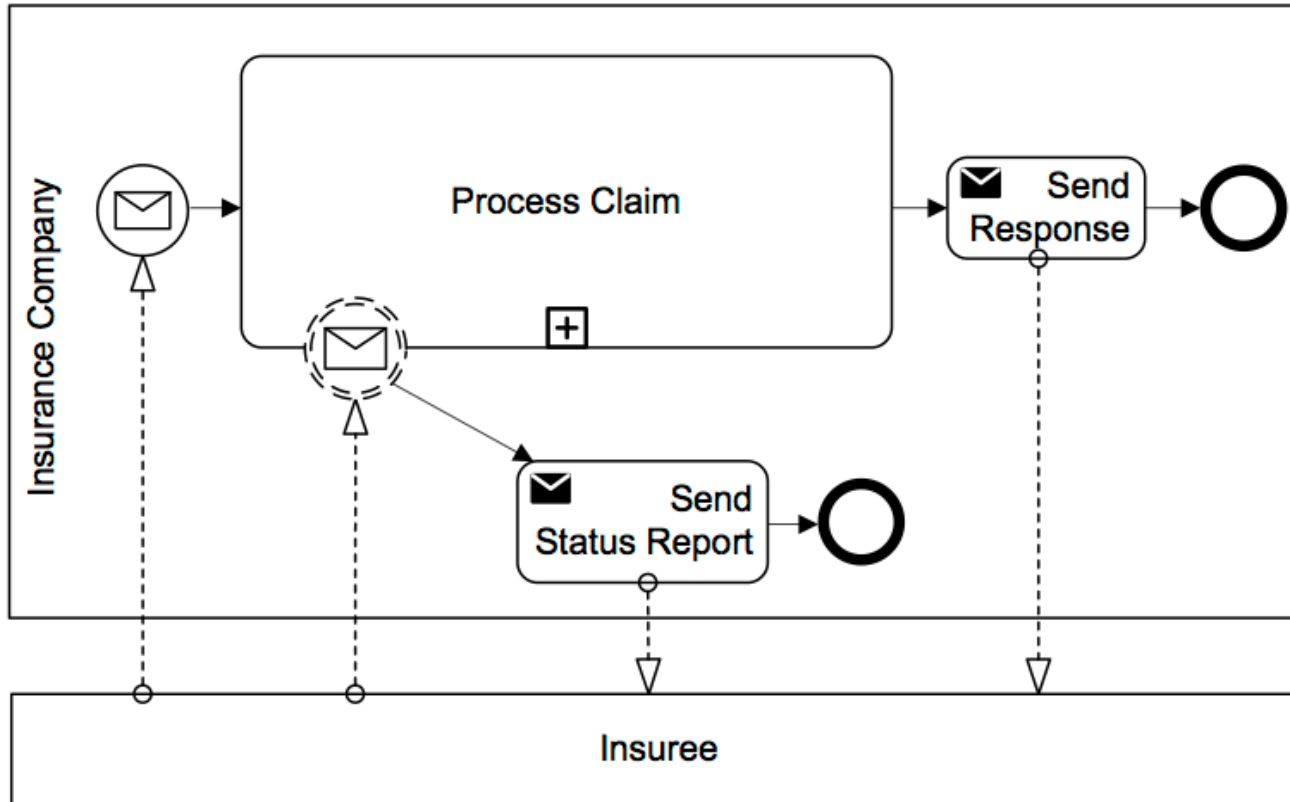 Insurance Company
Process Claim
Send
Response
Send
Status Report
Insuree